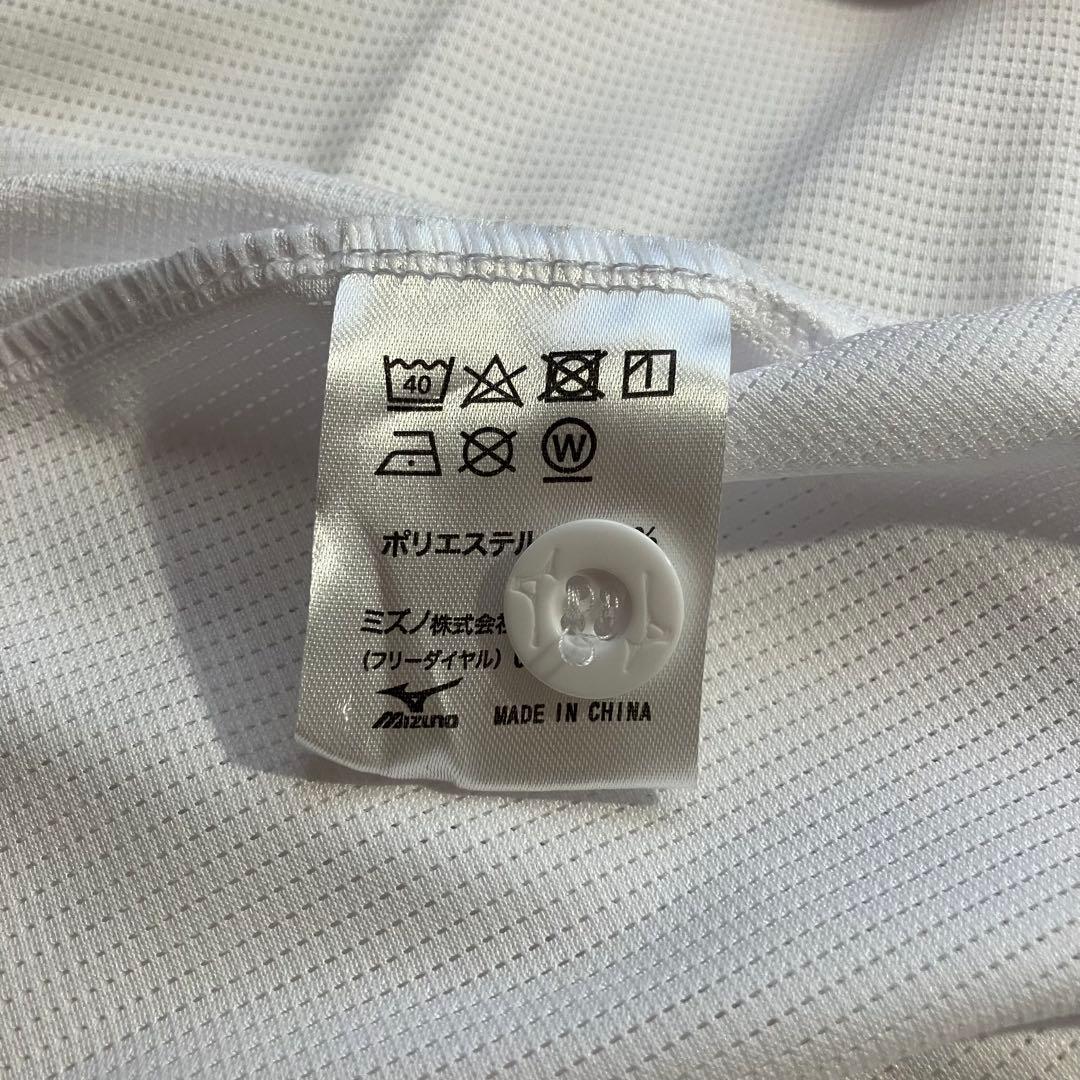 40
W
ポリエステル %
ミズノ株式会社
(フリーダイヤル) 0
Mizuno MADE IN CHINA